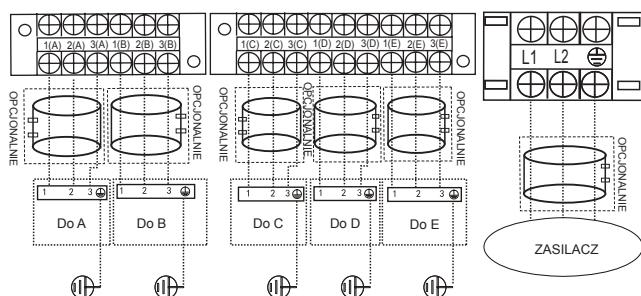 1(A) 2(A) 3(A) 1(B) 2(B) 3(B)
1(C) 2(C) 3(C) 1(D) 2(D) 3(D) 1(E) 2(E) 3(E)
L1 L2
OPCJONALNIE
OPCJONALNIE
OPCJONALNIE
OPCJONALNIE
OPCJONALNIE
OPCJONALNIE
1 2 3
1 2 3
1 2 3
1 2 3
1 2 3
Do A
Do B
Do C
Do D
Do E
ZASILACZ